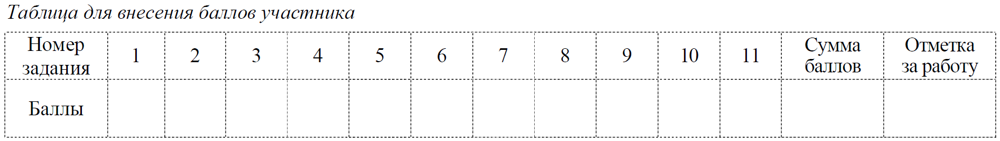 Таблица для внесения баллов участника
Номер задания 1 2 3 4 5 6 7 8 9 10 11 Сумма баллов Отметка за работу
Баллы